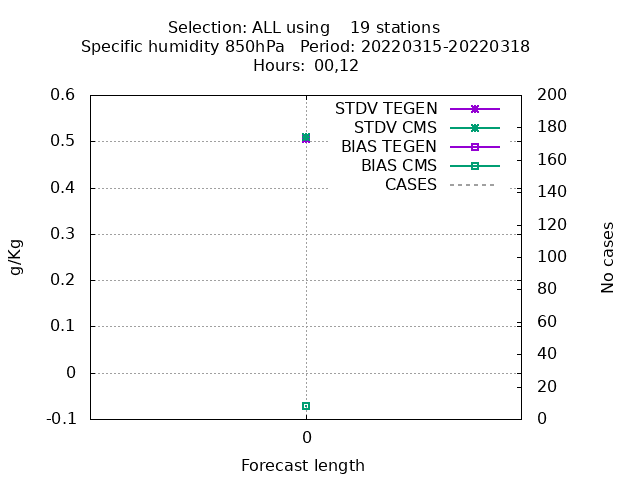 Selection: ALL using    19 stations
Specific humidity 850hPa   Period: 20220315-20220318
Hours:  00,12
STDV TEGEN
STDV CMS
BIAS TEGEN
BIAS CMS
CASES
0.6
0.5
0.4
0.3
0.2
0.1
0
-0.1
g/Kg
200
180
160
140
120
100
80
60
40
20
0
No cases
0
Forecast length